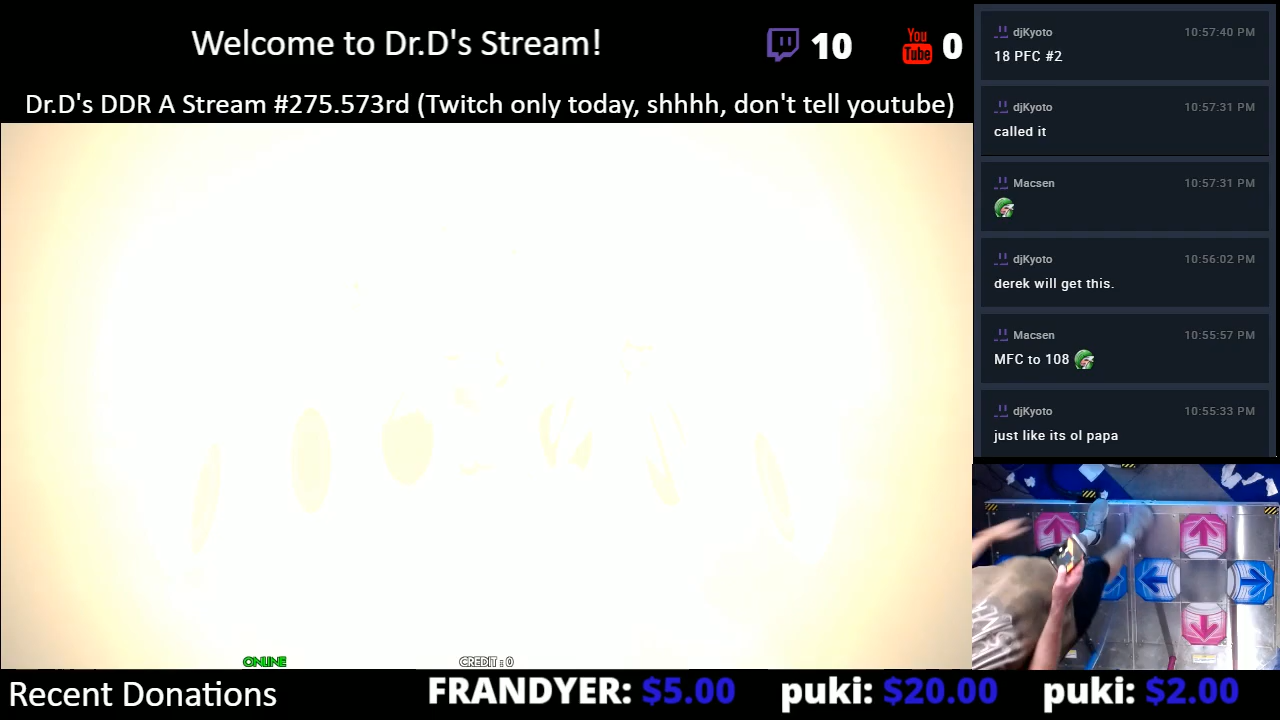 Welcome to Dr.D's Stream!
10
You
Tube
0
Dr.D's DDR A Stream #275.573rd (Twitch only today, shhhh, don't tell youtube)
djKyoto 10:57:40 PM
18 PFC #2
djKyoto 10:57:31 PM
called it
Macsen 10:57:31 PM
djKyoto 10:56:02 PM
derek will get this.
Macsen 10:55:57 PM
MFC to 108
djKyoto 10:55:33 PM
just like its ol papa
ONLINE
CREDIT : 0
Recent Donations
FRANDYER: $5.00 puki: $20.00 puki: $2.00